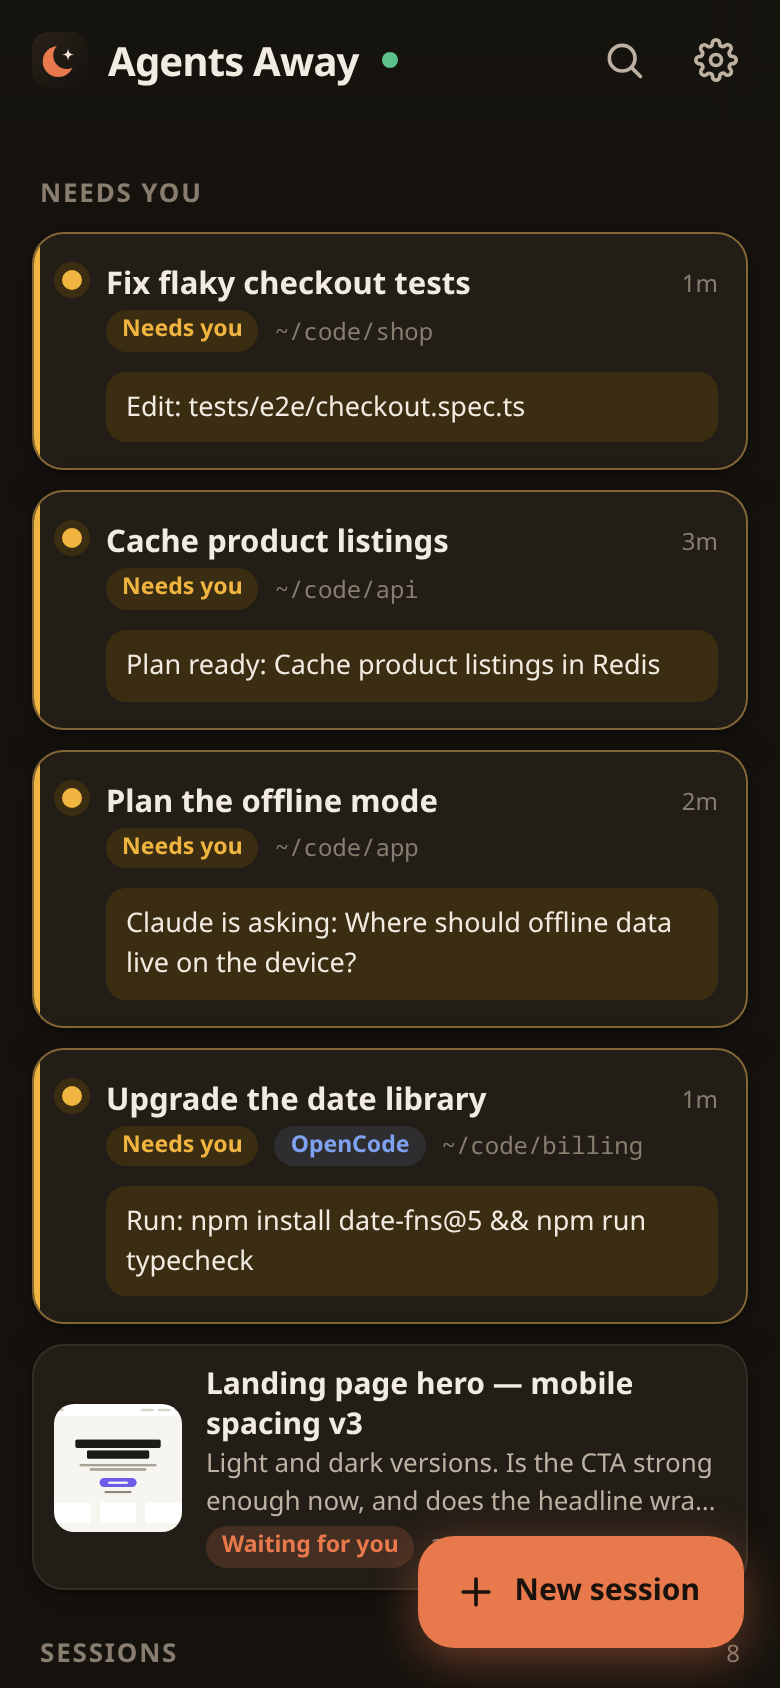 Agents Away
NEEDS YOU
Fix flaky checkout tests
1m
Needs you
~/code/shop
Edit: tests/e2e/checkout.spec.ts
Cache product listings
3m
Needs you
~/code/api
Plan ready: Cache product listings in Redis
Plan the offline mode
2m
Needs you
~/code/app
Claude is asking: Where should offline data
live on the device?
Upgrade the date library
1m
Needs you
OpenCode
~/code/billing
Run: npm install date-fns@5 && npm run
typecheck
Landing page hero — mobile
spacing v3
Light and dark versions. Is the CTA strong
enough now, and does the headline wra...
Waiting for you
New session
SESSIONS
8